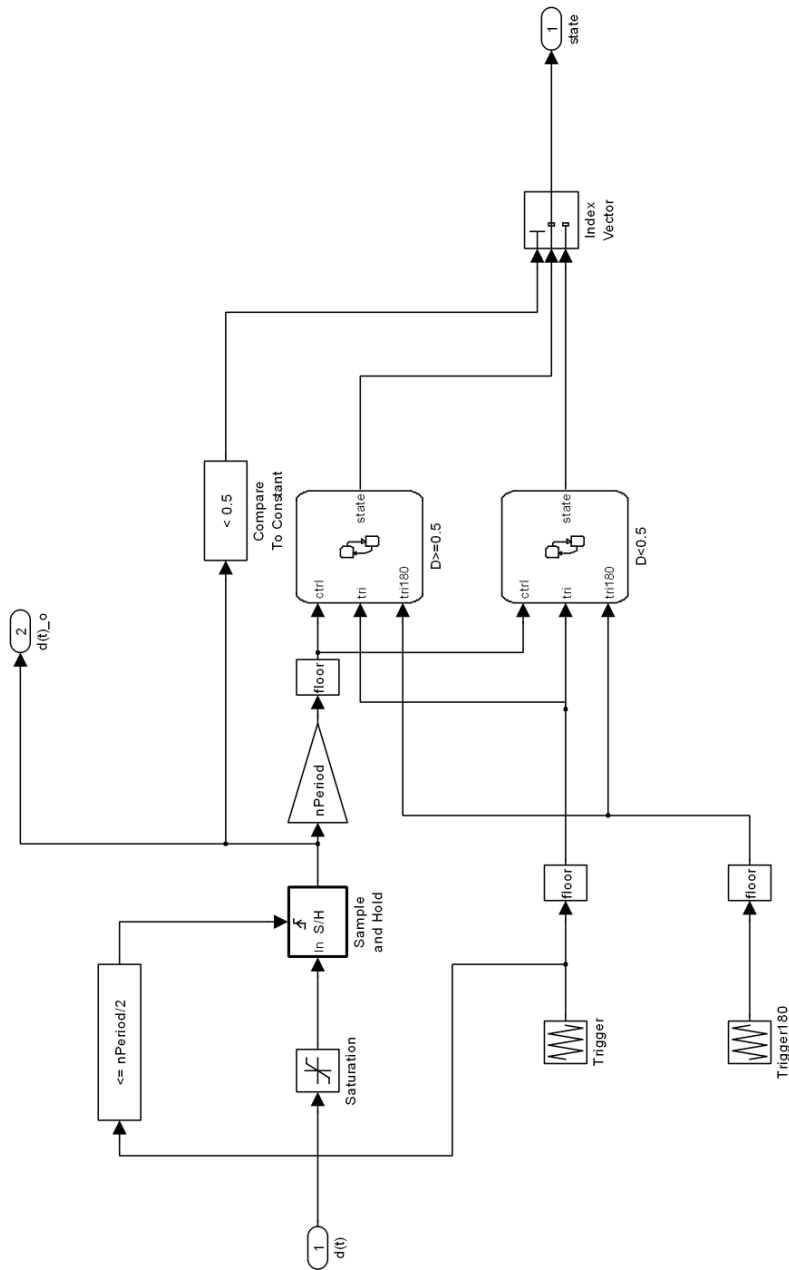 1
d(t)
<= nPeriod/2
Saturation
In S/H
Sample
and Hold
2
d(t)_o
nPeriod
floor
< 0.5
Compare
To Constant
ctrl
tri
tri180
state
D>=0.5
ctrl
tri
tri180
state
D<0.5
Trigger
floor
Trigger180
floor
Index
Vector
1
state